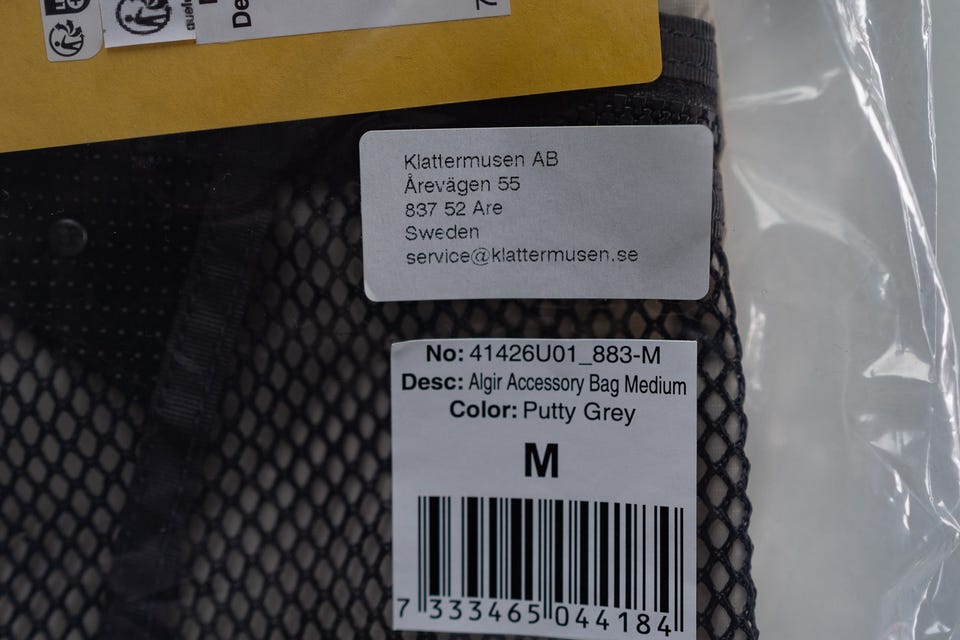 Klattermusen AB
Årevägen 55
837 52 Are
Sweden
service@klattermusen.se
No: 41426U01_883-M
Desc: Algir Accessory Bag Medium
Color: Putty Grey
M
7 333465 044184